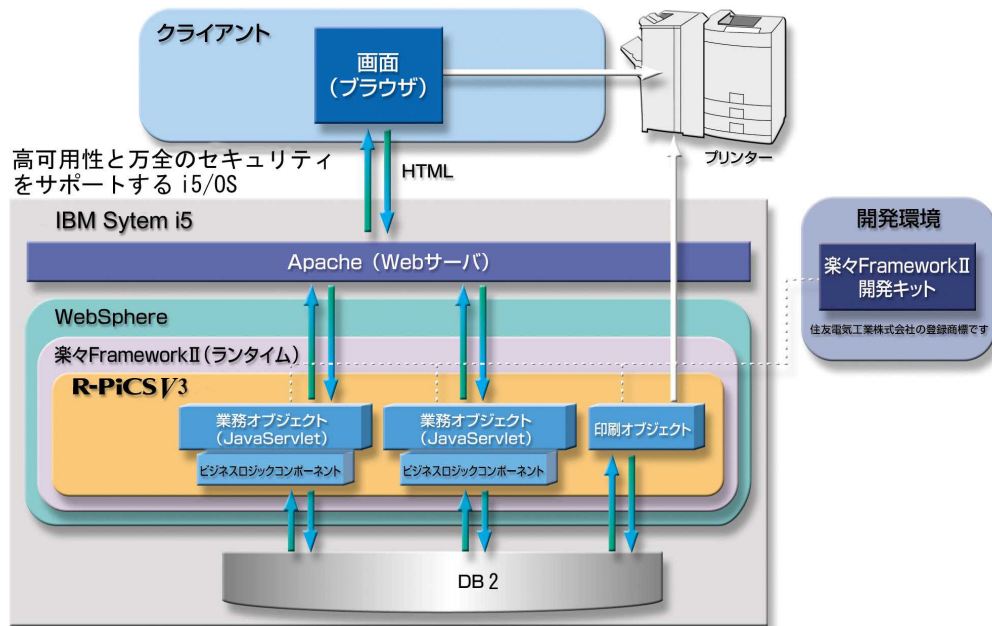 クライアント
画面
(ブラウザ)
プリンター
高可用性と万全のセキュリティ
をサポートする i5/OS
HTML
IBM Sytem i5
開発環境
Apache (Webサーバ)
楽々FrameworkⅡ
開発キット
住友電気工業株式会社の登録商標です
WebSphere
楽々FrameworkⅡ(ランタイム)
R-PiCS V3
業務オブジェクト
(JavaServlet)
ビジネスロジックコンポーネント
業務オブジェクト
(JavaServlet)
ビジネスロジックコンポーネント
印刷オブジェクト
DB 2